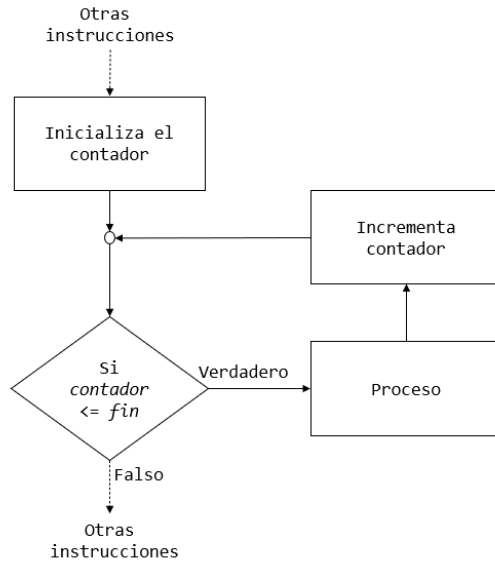 Otras
instrucciones
Inicializa el
contador
Incrementa
contador
Si
contador
<= fin
Verdadero
Proceso
Falso
Otras
instrucciones